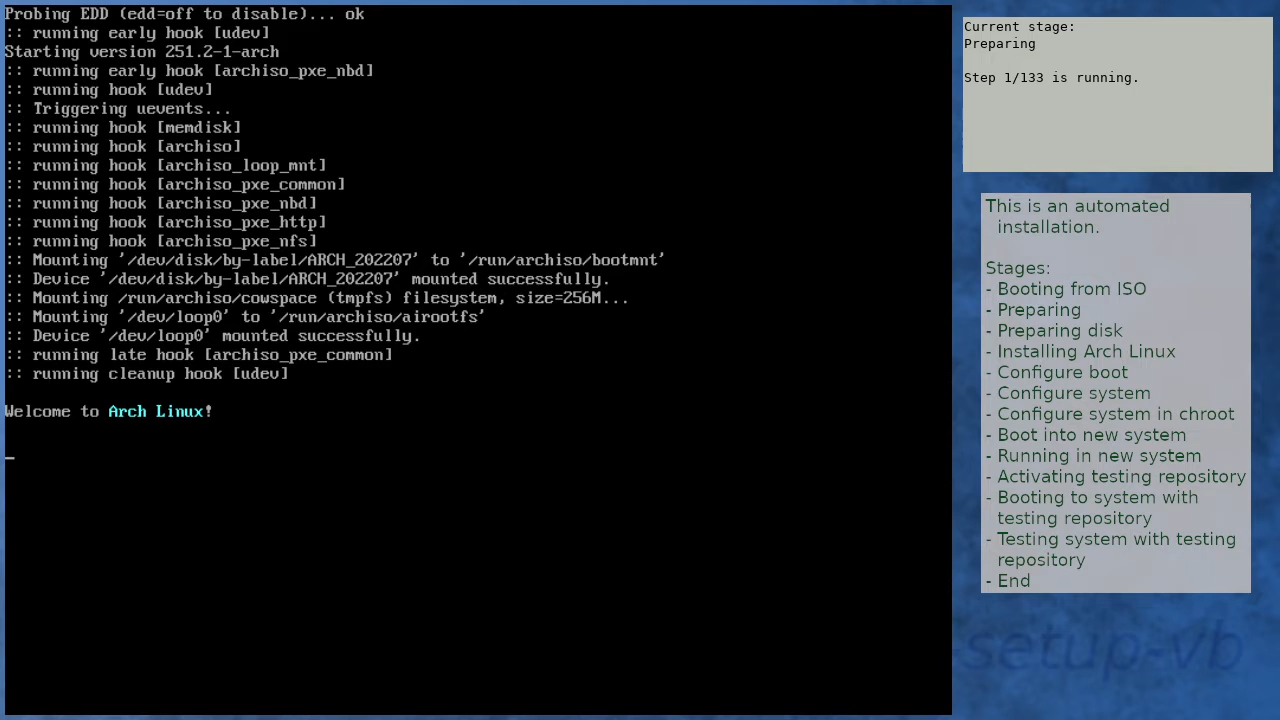 Probing EDD (edd=off to disable)... ok
:: running early hook [udev]
Starting version 251.2-1-arch
:: running early hook [archiso_pxe_nbd]
:: running hook [udev]
:: Triggering uevents...
:: running hook [memdisk]
:: running hook [archiso]
:: running hook [archiso_loop_mnt]
:: running hook [archiso_pxe_common]
:: running hook [archiso_pxe_nbd]
:: running hook [archiso_pxe_http]
:: running hook [archiso_pxe_nfs]
:: Mounting '/dev/disk/by-label/ARCH_202207' to '/run/archiso/bootmnt'
:: Device '/dev/disk/by-label/ARCH_202207' mounted successfully.
:: Mounting /run/archiso/cowspace (tmpfs) filesystem, size=256M...
:: Mounting '/dev/loop0' to '/run/archiso/airootfs'
:: Device '/dev/loop0' mounted successfully.
:: running late hook [archiso_pxe_common]
:: running cleanup hook [udev]
Welcome to Arch Linux!
_
Current stage:
Preparing
Step 1/133 is running.
This is an automated
installation.
Stages:
- Booting from ISO
- Preparing
- Preparing disk
- Installing Arch Linux
- Configure boot
- Configure system
- Configure system in chroot
- Boot into new system
- Running in new system
- Activating testing repository
- Booting to system with
testing repository
- Testing system with testing
repository
- End
-setup-vb